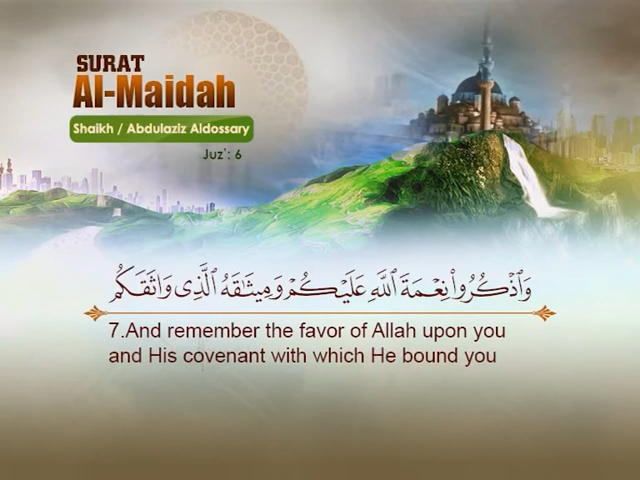 SURAT
Al-Maidah
Shaikh / Abdulaziz Aldossary
Juz': 6
وَٱذْكُرُوا۟ نِعْمَةَ ٱللَّهِ عَلَيْكُمْ وَمِيثَـٰقَهُ ٱلَّذِى وَاثَقَكُم
7.And remember the favor of Allah upon you
and His covenant with which He bound you